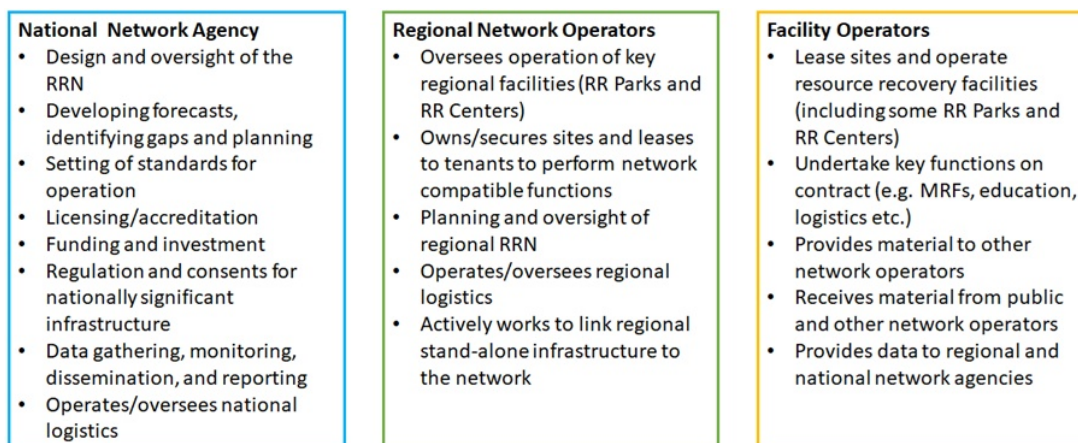 National  Network Agency
• Design and oversight of the
RRN
• Developing forecasts,
identifying gaps and planning
• Setting of standards for
operation
• Licensing/accreditation
• Funding and investment
• Regulation and consents for
nationally significant
infrastructure
• Data gathering, monitoring,
dissemination, and reporting
• Operates/oversees national
logistics
Regional Network Operators
• Oversees operation of key
regional facilities (RR Parks and
RR Centers)
• Owns/secures sites and leases
to tenants to perform network
compatible functions
• Planning and oversight of
regional RRN
• Operates/oversees regional
logistics
• Actively works to link regional
stand-alone infrastructure to
the network
Facility Operators
• Lease sites and operate
resource recovery facilities
(including some RR Parks and
RR Centers)
• Undertake key functions on
contract (e.g. MRFs, education,
logistics etc.)
• Provides material to other
network operators
• Receives material from public
and other network operators
• Provides data to regional and
national network agencies